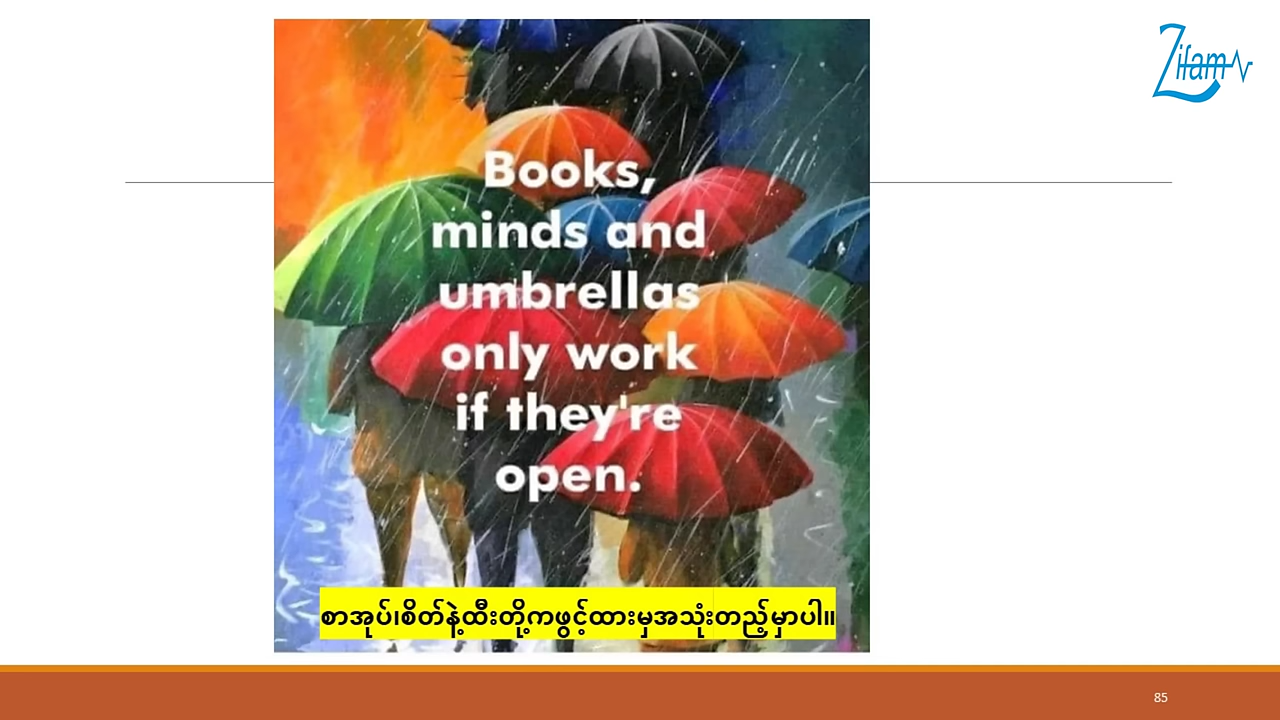 Zifam
Books,
minds and
umbrellas
only work
if they're
open.
စာအုပ်၊စိတ်နဲ့ထီးတို့ကဖွင့်ထားမှအသုံးတည့်မှာပါ။
85